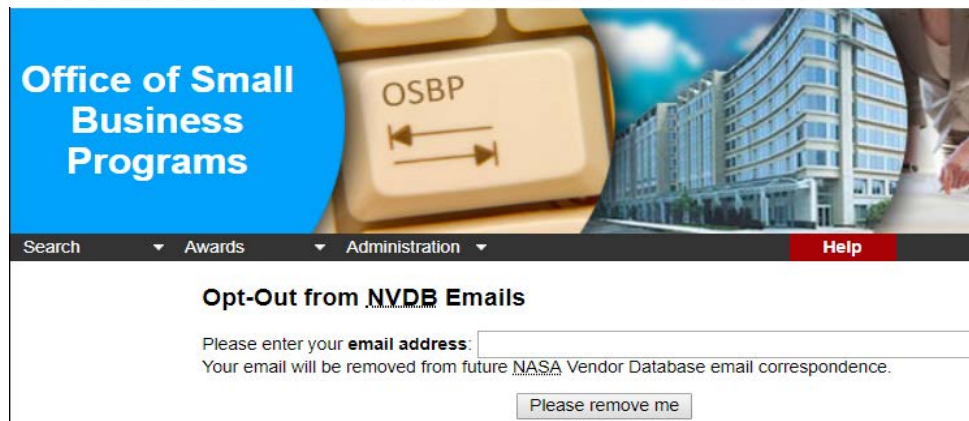 Office of Small
Business
Programs
OSBP
Search Awards Administration Help
Opt-Out from NVDB Emails
Please enter your email address:
Your email will be removed from future NASA Vendor Database email correspondence.
Please remove me